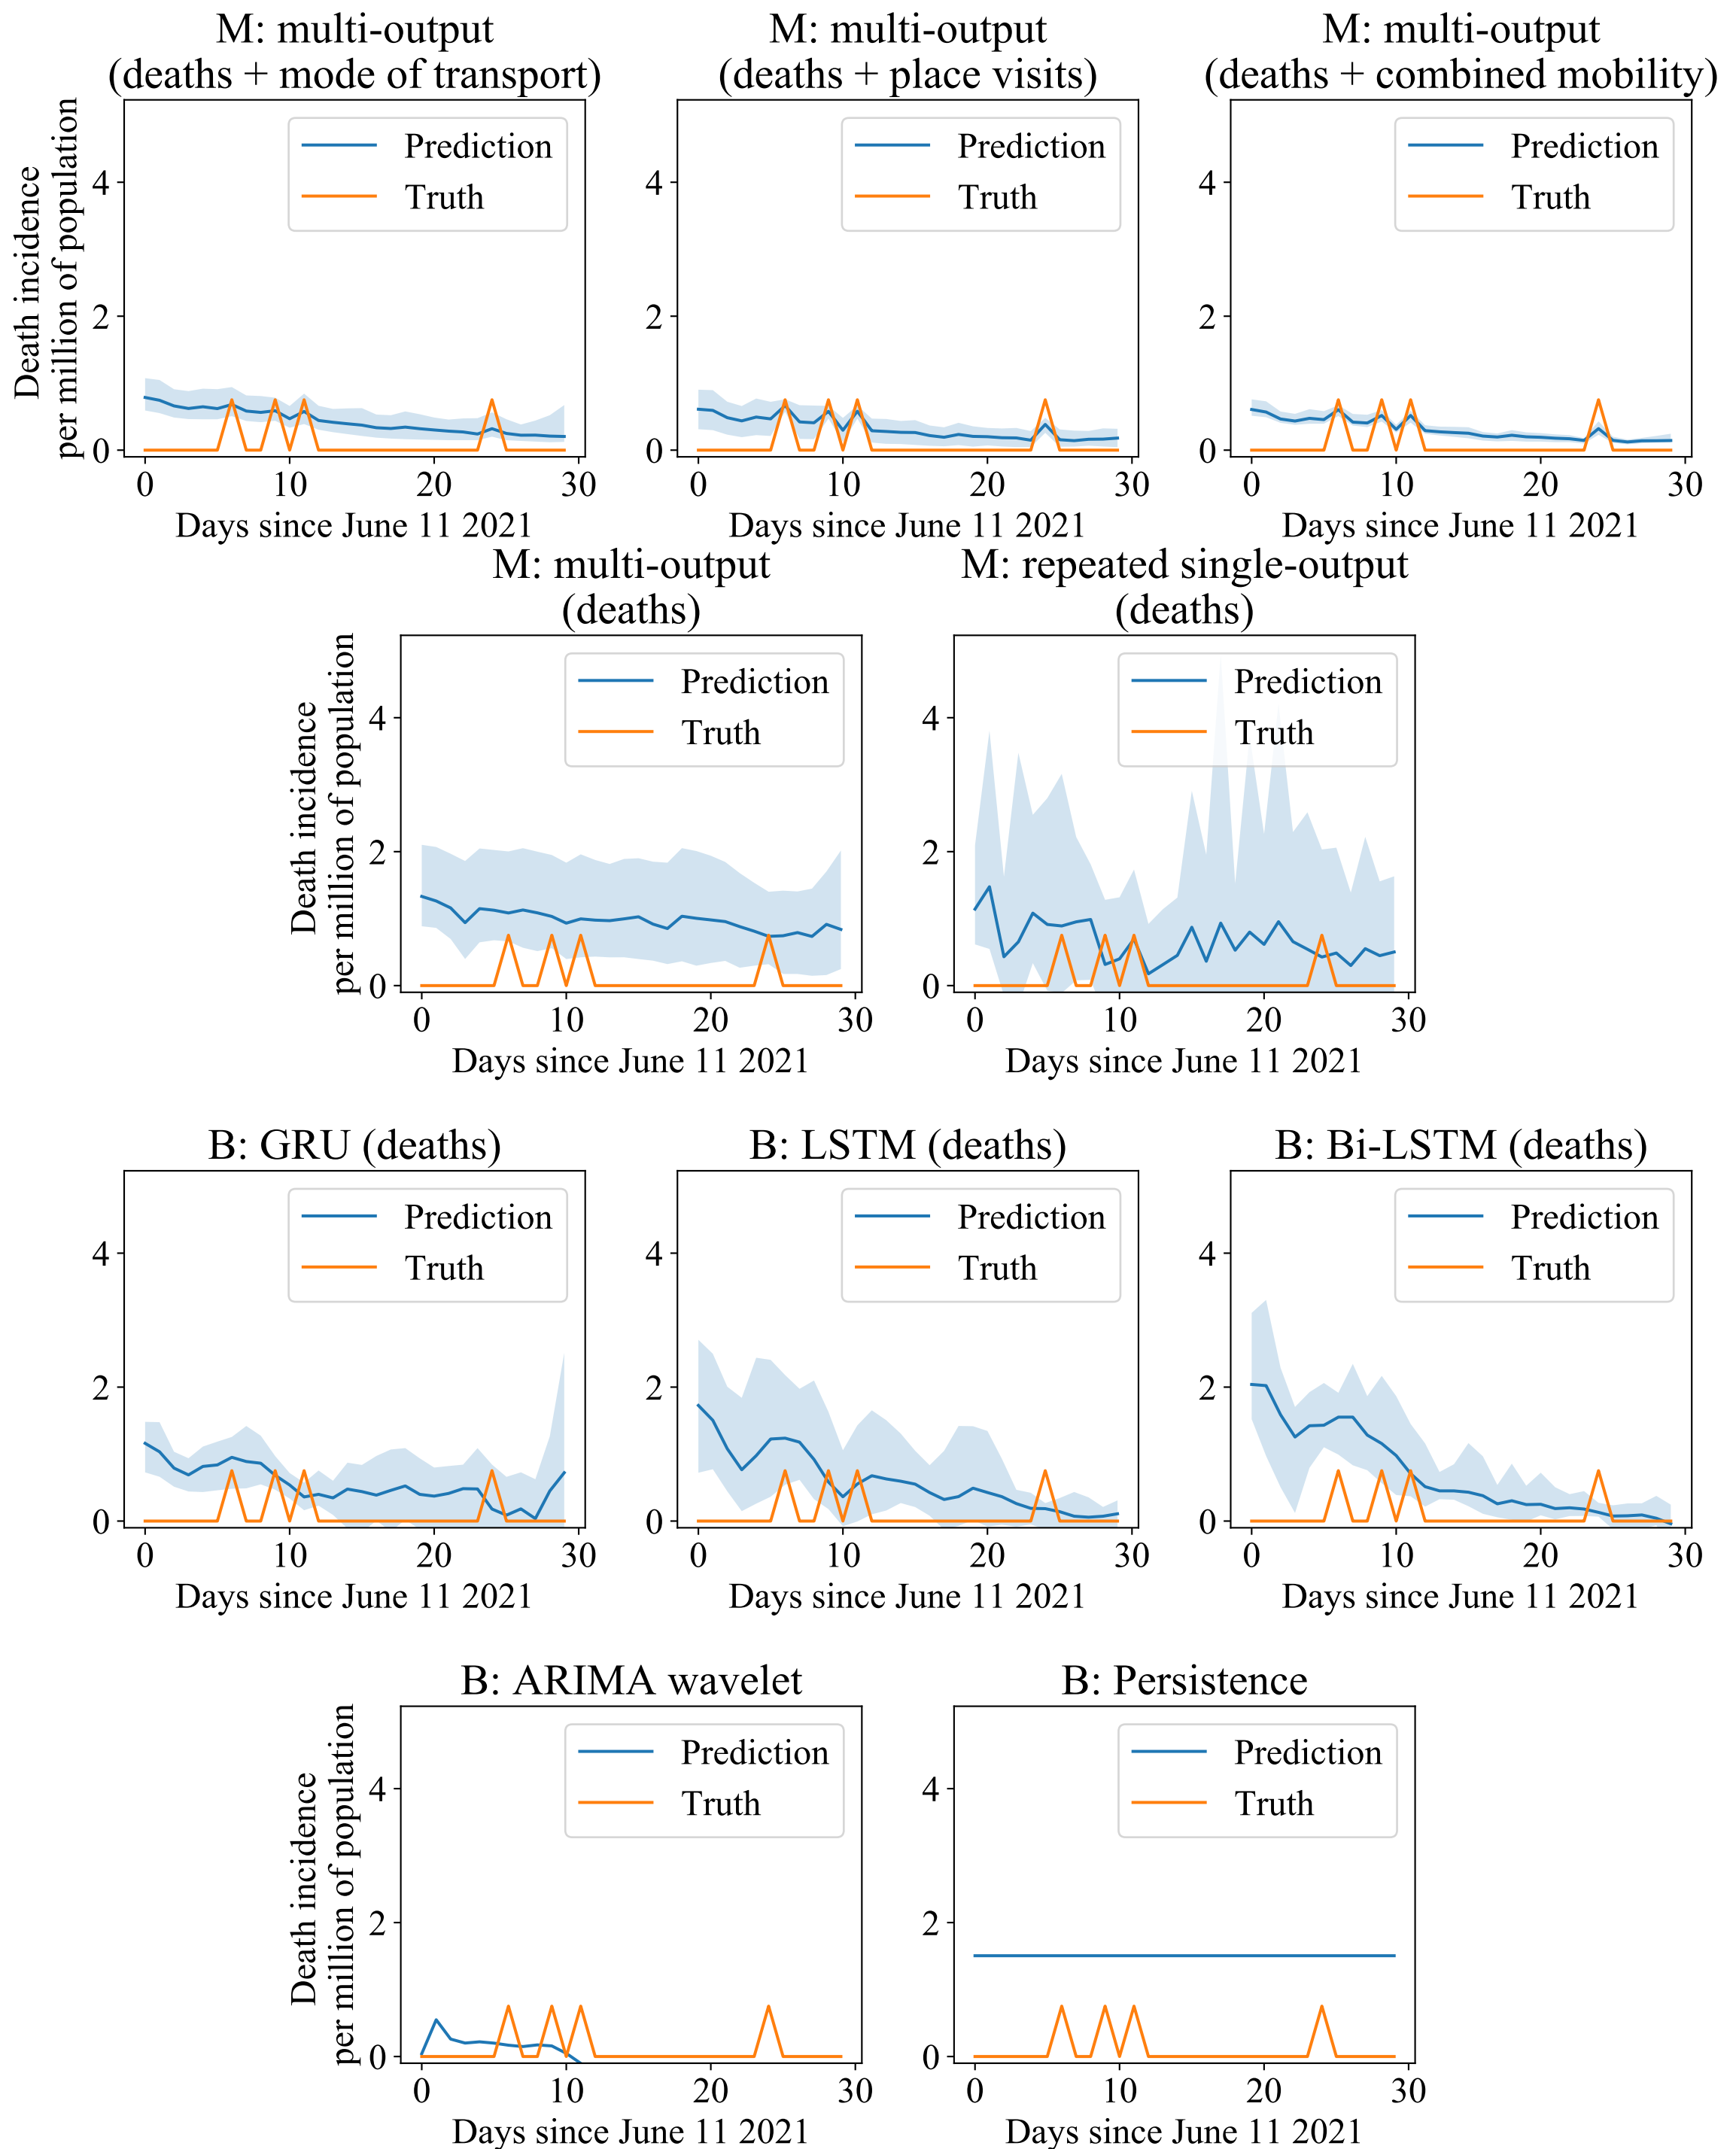 M: multi-output
(deaths + mode of transport)
M: multi-output
(deaths + place visits)
M: multi-output
(deaths + combined mobility)
Death incidence
per million of population
4
2
0
Prediction
Truth
0 10 20 30
Days since June 11 2021
4
2
0
Prediction
Truth
0 10 20 30
Days since June 11 2021
4
2
0
Prediction
Truth
0 10 20 30
Days since June 11 2021
M: multi-output
(deaths)
M: repeated single-output
(deaths)
Death incidence
per million of population
4
2
0
Prediction
Truth
0 10 20 30
Days since June 11 2021
4
2
0
Prediction
Truth
0 10 20 30
Days since June 11 2021
B: GRU (deaths)
4
2
0
Prediction
Truth
0 10 20 30
Days since June 11 2021
B: LSTM (deaths)
4
2
0
Prediction
Truth
0 10 20 30
Days since June 11 2021
B: Bi-LSTM (deaths)
4
2
0
Prediction
Truth
0 10 20 30
Days since June 11 2021
B: ARIMA wavelet
Death incidence
per million of population
4
2
0
Prediction
Truth
0 10 20 30
Days since June 11 2021
B: Persistence
4
2
0
Prediction
Truth
0 10 20 30
Days since June 11 2021